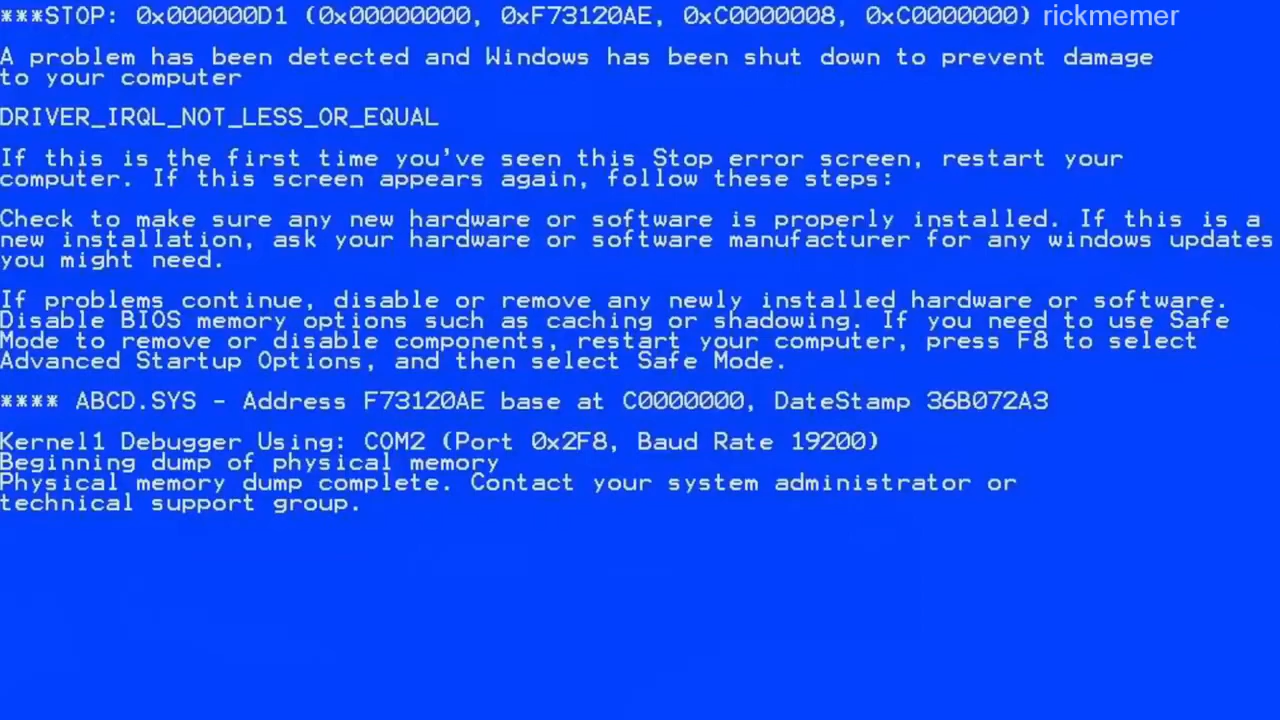 ***STOP: 0x000000D1 (0x00000000, 0xF73120AE, 0xC0000008, 0xC0000000) rickmemer
A problem has been detected and Windows has been shut down to prevent damage
to your computer
DRIVER_IRQL_NOT_LESS_OR_EQUAL
If this is the first time you've seen this Stop error screen, restart your
computer. If this screen appears again, follow these steps:
Check to make sure any new hardware or software is properly installed. If this is a
new installation, ask your hardware or software manufacturer for any windows updates
you might need.
If problems continue, disable or remove any newly installed hardware or software.
Disable BIOS memory options such as caching or shadowing. If you need to use Safe
Mode to remove or disable components, restart your computer, press F8 to select
Advanced Startup Options, and then select Safe Mode.
**** ABCD.SYS - Address F73120AE base at C0000000, DateStamp 36B072A3
Kernel1 Debugger Using: COM2 (Port 0x2F8, Baud Rate 19200)
Beginning dump of physical memory
Physical memory dump complete. Contact your system administrator or
technical support group.